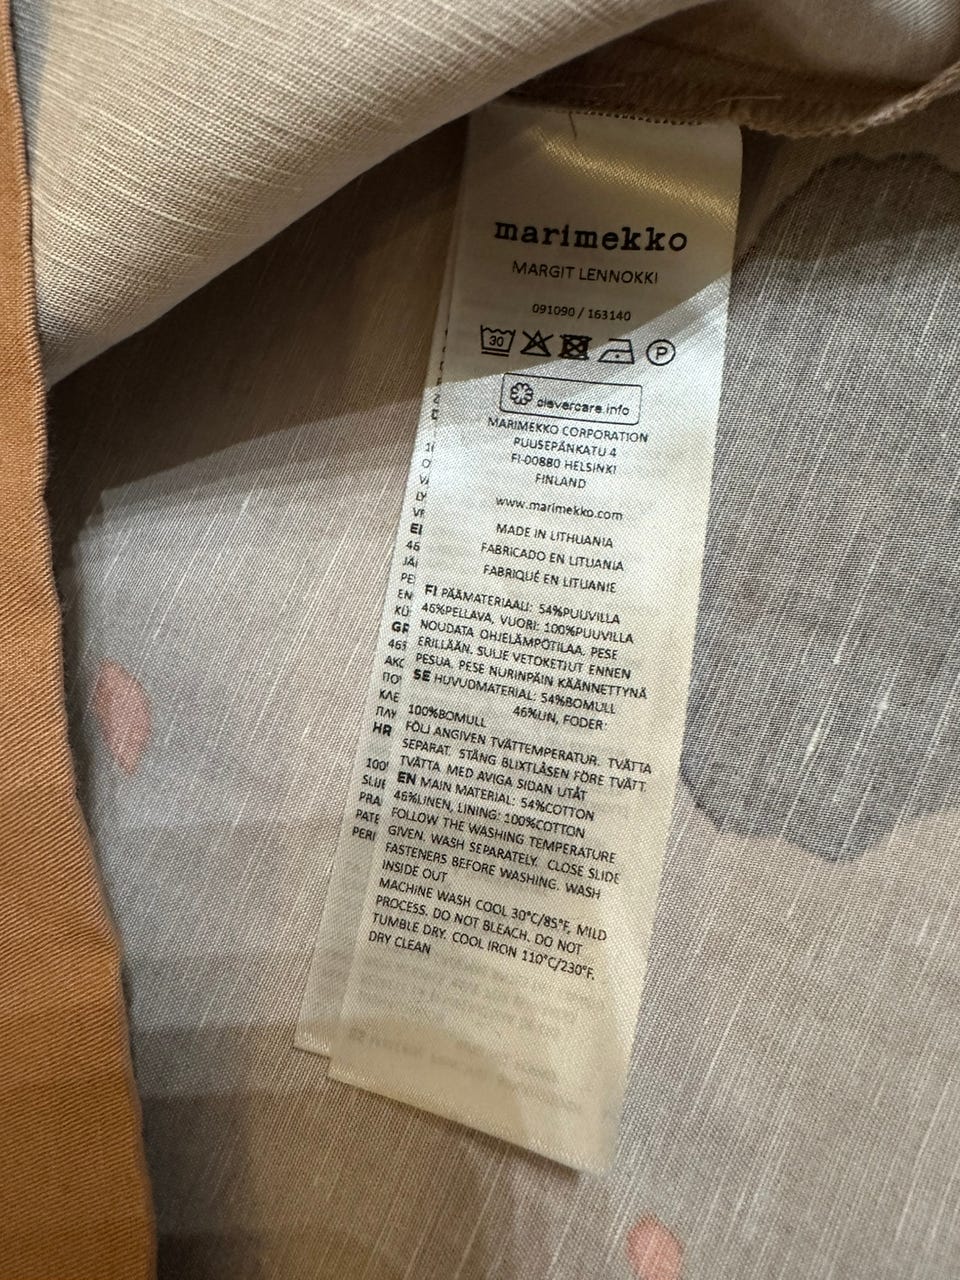 marimekko
MARGIT LENNOKKI
091090 / 163140
30
P
clevercare.info
MARIMEKKO CORPORATION
PUUSEPÄNKATU 4
FI-00880 HELSINKI
FINLAND
www.marimekko.com
MADE IN LITHUANIA
FABRICADO EN LITUANIA
FABRIQUÉ EN LITUANIE
FI PÄÄMATERIAALI: 54%PUUVILLA
46%PELLAVA, VUORI: 100%PUUVILLA
NOUDATA OHJELÄMPÖTILAA. PESE
ERILLÄÄN. SULJE VETOKETJUT ENNEN
PESUA. PESE NURINPÄIN KÄÄNNETTYNÄ
SE HUVUDMATERIAL: 54%BOMULL
46%LIN, FODER:
100%BOMULL
FÖLJ ANGIVEN TVÄTTEMPERATUR. TVÄTTA
SEPARAT. STÄNG BLIXTLÅSEN FÖRE TVÄTT.
TVÄTTA MED AVIGA SIDAN UTÅT
EN MAIN MATERIAL: 54%COTTON
46%LINEN, LINING: 100%COTTON
FOLLOW THE WASHING TEMPERATURE
GIVEN. WASH SEPARATELY. CLOSE SLIDE
FASTENERS BEFORE WASHING. WASH
INSIDE OUT
MACHINE WASH COOL 30°C/85°F, MILD
PROCESS. DO NOT BLEACH. DO NOT
TUMBLE DRY. COOL IRON 110°C/230°F.
DRY CLEAN